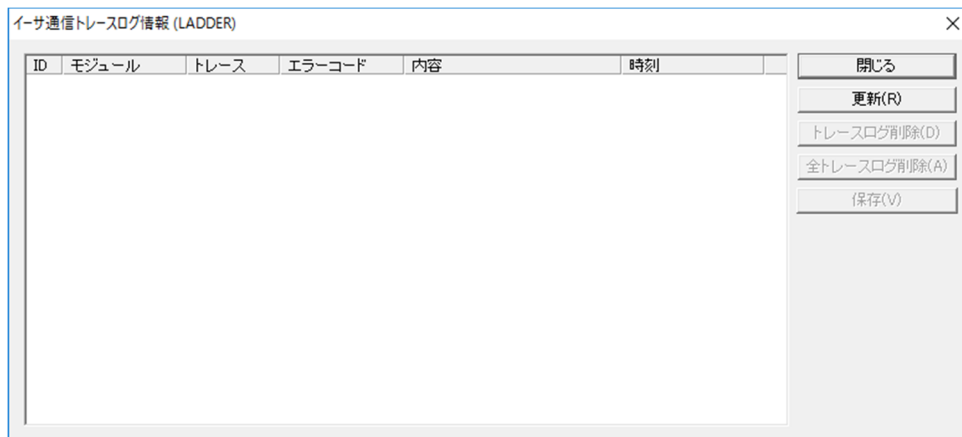 イーサ通信トレースログ情報 (LADDER)
ID モジュール トレース エラーコード 内容 時刻
閉じる
更新(R)
トレースログ削除(D)
全トレースログ削除(A)
保存(V)